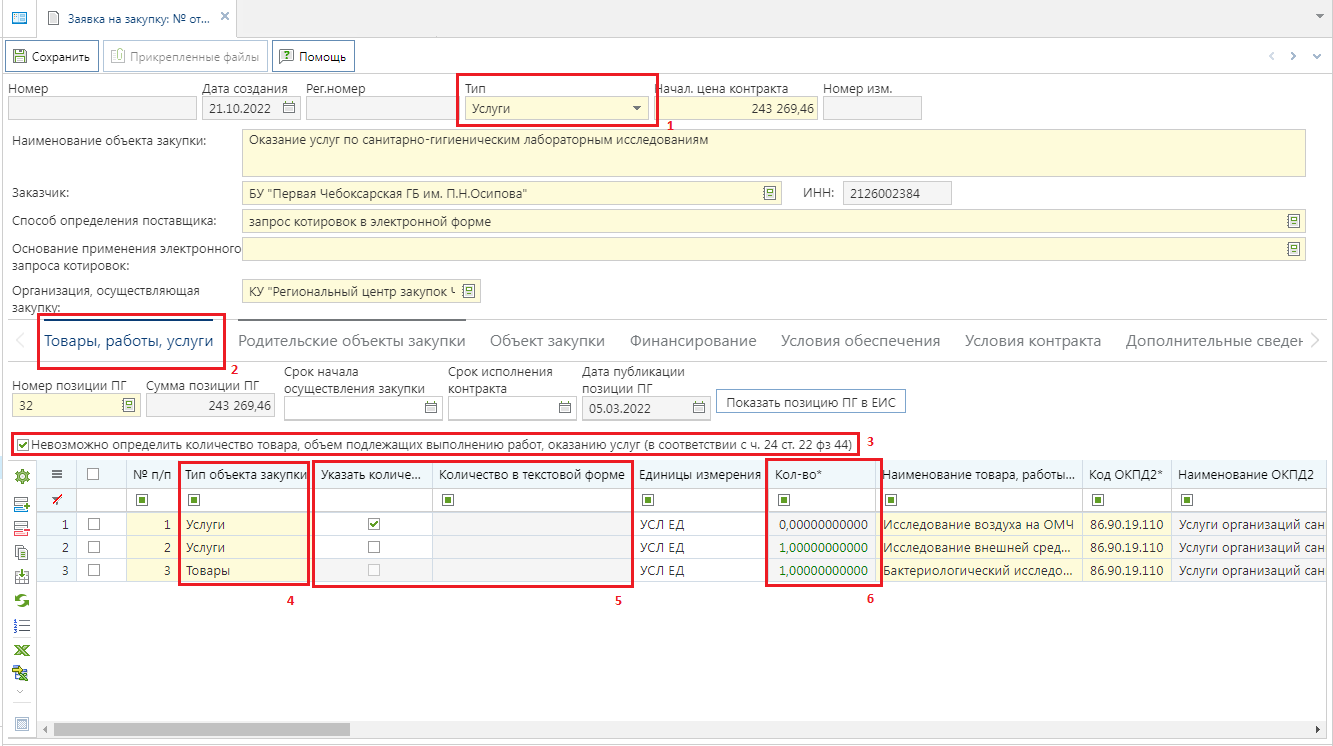 Заявка на закупку: № от...
Сохранить Прикрепленные файлы Помощь
Номер Дата создания Рег.номер Тип Начал. цена контракта Номер изм.
21.10.2022 Услуги 243 269,46
1
Наименование объекта закупки: Оказание услуг по санитарно-гигиеническим лабораторным исследованиям
Заказчик: БУ "Первая Чебоксарская ГБ им. П.Н.Осипова" ИНН: 2126002384
Способ определения поставщика: запрос котировок в электронной форме
Основание применения электронного
запроса котировок:
Организация, осуществляющая
закупку: КУ "Региональный центр закупок Ч
Товары, работы, услуги Родительские объекты закупки Объект закупки Финансирование Условия обеспечения Условия контракта Дополнительные сведен
2
Номер позиции ПГ Сумма позиции ПГ Срок начала
осуществления закупки Срок исполнения
контракта Дата публикации
позиции ПГ
32 243 269,46 05.03.2022 Показать позицию ПГ в ЕИС
Невозможно определить количество товара, объем подлежащих выполнению работ, оказанию услуг (в соответствии с ч. 24 ст. 22 фз 44) 3
№ п/п Тип объекта закупки Указать количе... Количество в текстовой форме Единицы измерения Кол-во* Наименование товара, работы... Код ОКПД2* Наименование ОКПД2
1 1 Услуги УСЛ ЕД 0,00000000000 Исследование воздуха на ОМЧ 86.90.19.110 Услуги организаций сан
2 2 Услуги УСЛ ЕД 1,00000000000 Исследование внешней сред... 86.90.19.110 Услуги организаций сан
3 3 Товары УСЛ ЕД 1,00000000000 Бактериологический исследо... 86.90.19.110 Услуги организаций сан
4 5 6